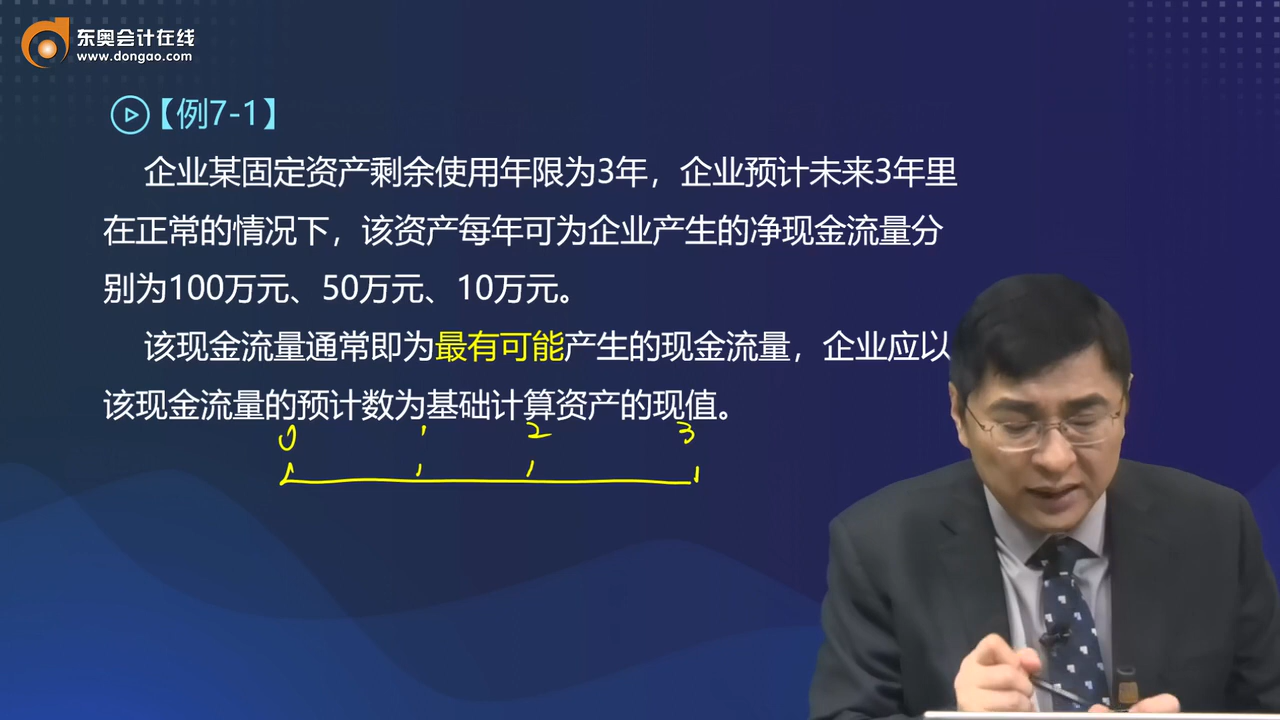 东奥会计在线
www.dongao.com
【例7-1】
企业某固定资产剩余使用年限为3年，企业预计未来3年里
在正常的情况下，该资产每年可为企业产生的净现金流量分
别为100万元、50万元、10万元。
该现金流量通常即为最有可能产生的现金流量，企业应以
该现金流量的预计数为基础计算资产的现值。
0 1 2 3